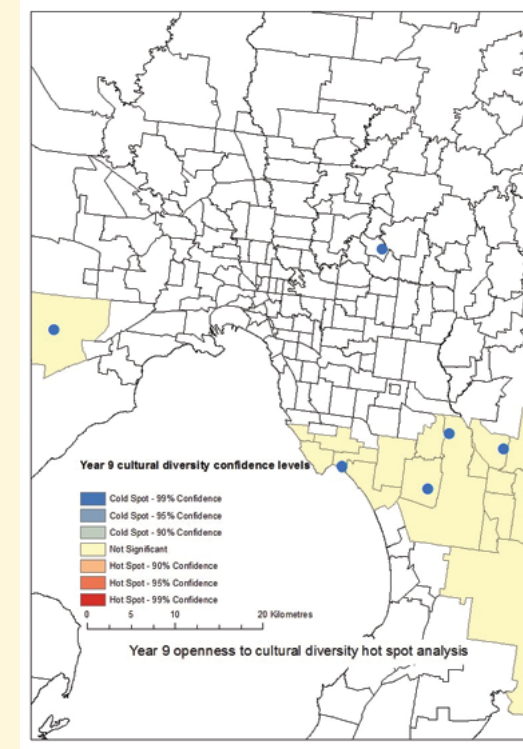 Year 9 cultural diversity confidence levels
Cold Spot - 99% Confidence
Cold Spot - 95% Confidence
Cold Spot - 90% Confidence
Not Significant
Hot Spot - 90% Confidence
Hot Spot - 95% Confidence
Hot Spot - 99% Confidence
0 5 10 20 Kilometres
Year 9 openness to cultural diversity hot spot analysis